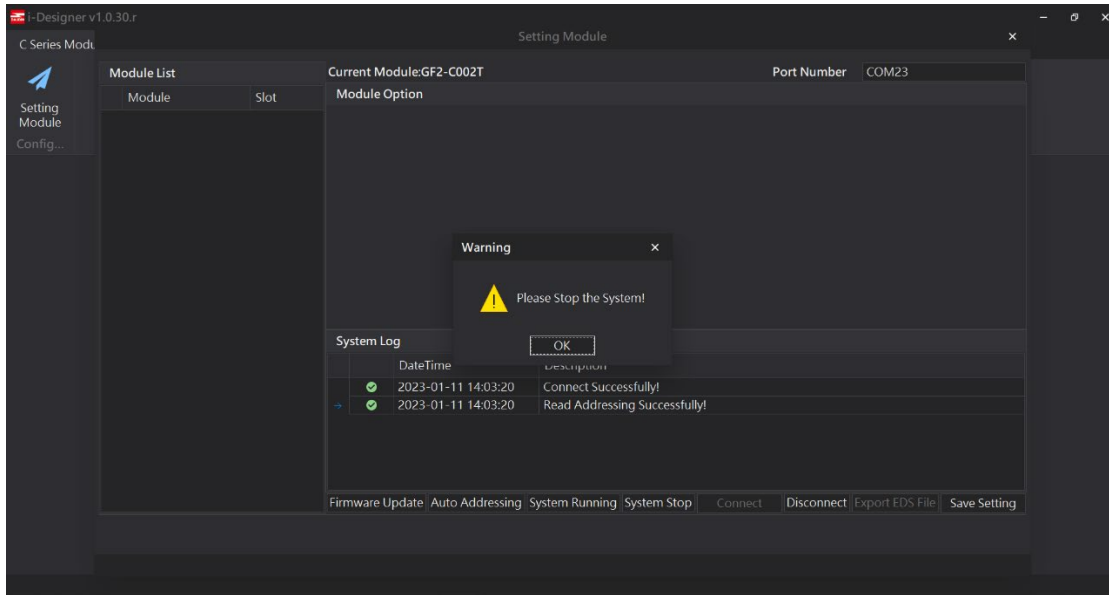 i-Designer v1.0.30.r
Setting Module
C Series Modu
Setting
Module
Config...
Module List
Module Slot
Current Module:GF2-C002T
Port Number COM23
Module Option
Warning
Please Stop the System!
OK
System Log
DateTime Description
2023-01-11 14:03:20 Connect Successfully!
2023-01-11 14:03:20 Read Addressing Successfully!
Firmware Update Auto Addressing System Running System Stop Connect Disconnect Export EDS File Save Setting